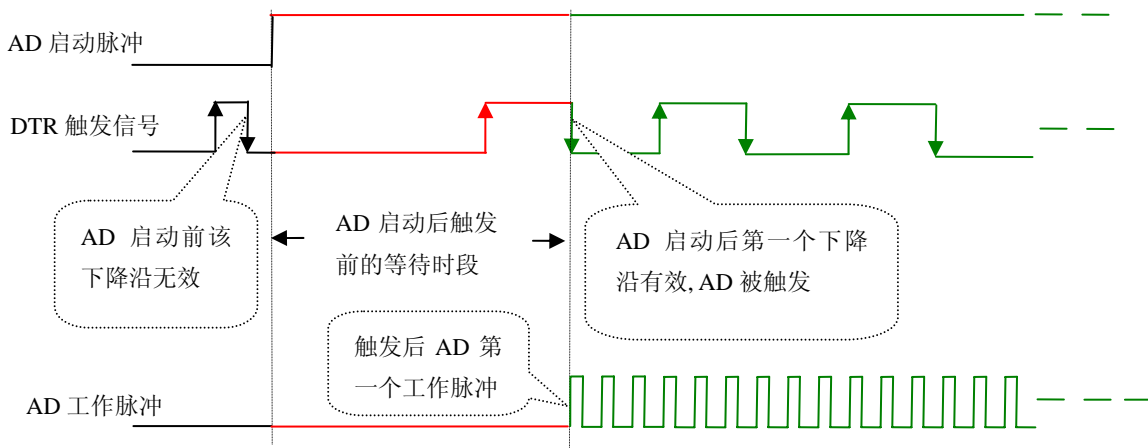 AD 启动脉冲
DTR 触发信号
AD 启动前该
下降沿无效
AD 启动后触发
前的等待时段
AD 启动后第一个下降
沿有效, AD 被触发
触发后 AD 第
一个工作脉冲
AD 工作脉冲